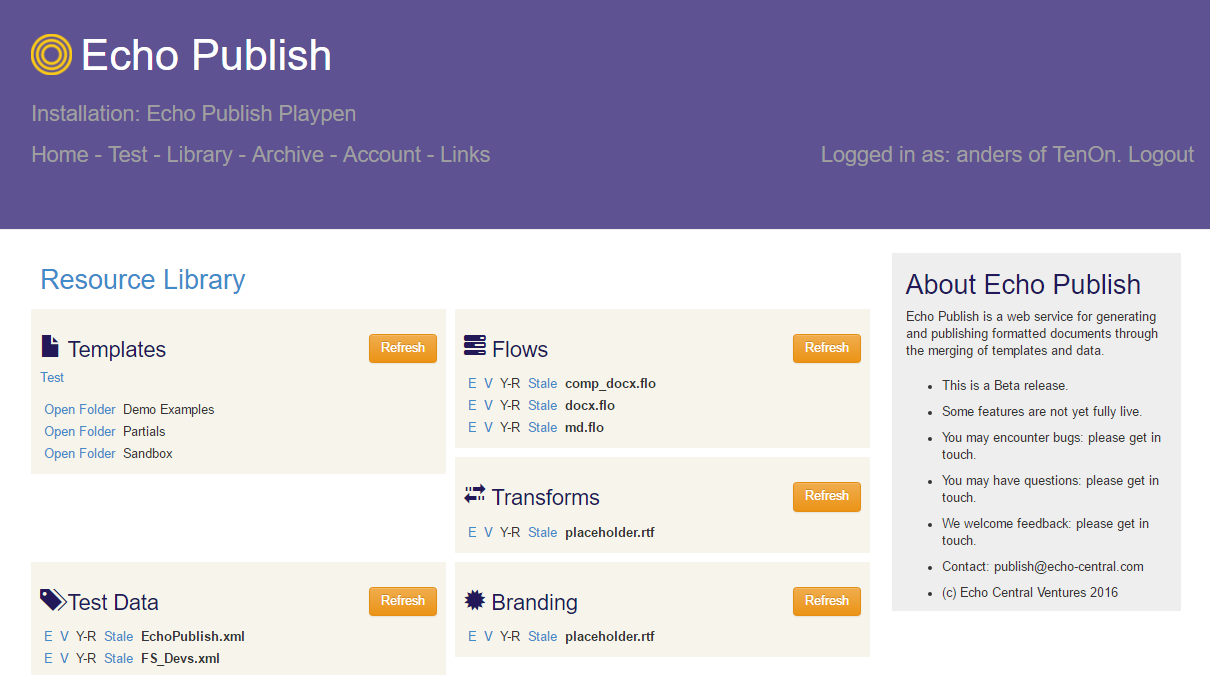 Echo Publish
Installation: Echo Publish Playpen
Home - Test - Library - Archive - Account - Links
Logged in as: anders of TenOn. Logout
Resource Library
Templates
Refresh
Test
Open Folder Demo Examples
Open Folder Partials
Open Folder Sandbox
Flows
Refresh
E V Y-R Stale comp_docx.flo
E V Y-R Stale docx.flo
E V Y-R Stale md.flo
Transforms
Refresh
E V Y-R Stale placeholder.rtf
Test Data
Refresh
E V Y-R Stale EchoPublish.xml
E V Y-R Stale FS_Devs.xml
Branding
Refresh
E V Y-R Stale placeholder.rtf
About Echo Publish
Echo Publish is a web service for generating
and publishing formatted documents through
the merging of templates and data.
• This is a Beta release.
• Some features are not yet fully live.
• You may encounter bugs: please get in
touch.
• You may have questions: please get in
touch.
• We welcome feedback: please get in
touch.
• Contact: publish@echo-central.com
• (c) Echo Central Ventures 2016